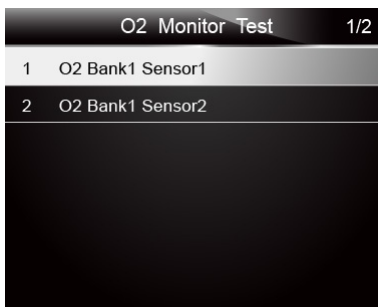 O2 Monitor Test 1/2
1 O2 Bank1 Sensor1
2 O2 Bank1 Sensor2